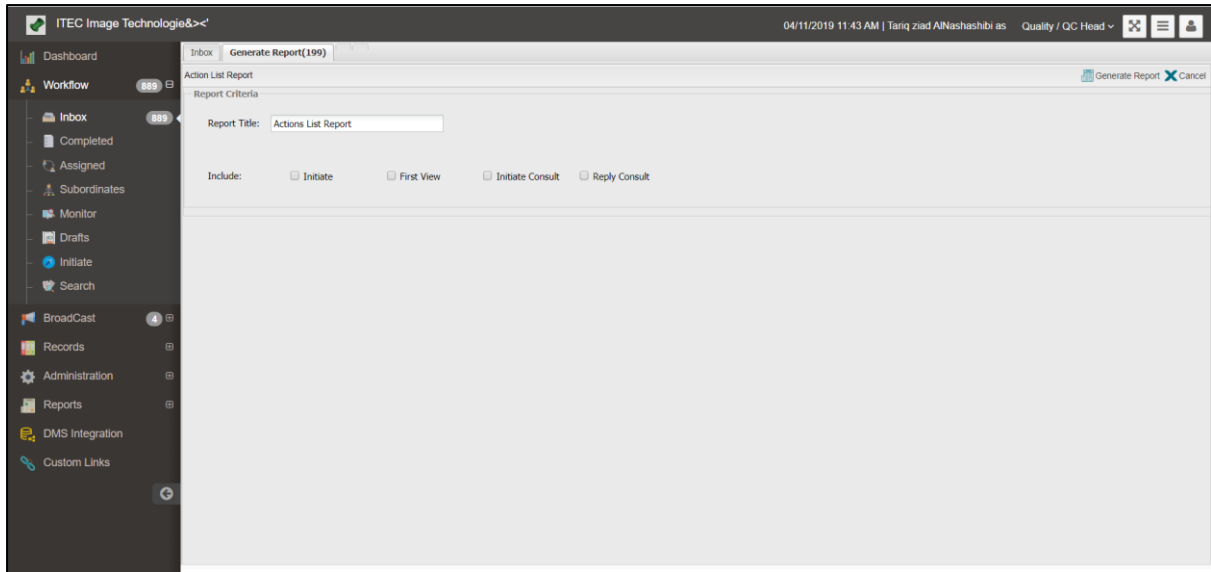 ITEC Image Technologie&><'
04/11/2019 11:43 AM | Tariq ziad AlNashashibi as Quality / QC Head
Dashboard
Workflow 889
Inbox 889
Completed
Assigned
Subordinates
Monitor
Drafts
Initiate
Search
BroadCast 4
Records
Administration
Reports
DMS Integration
Custom Links
Inbox Generate Report(199)
Action List Report Generate Report Cancel
Report Criteria
Report Title: Actions List Report
Include: Initiate First View Initiate Consult Reply Consult